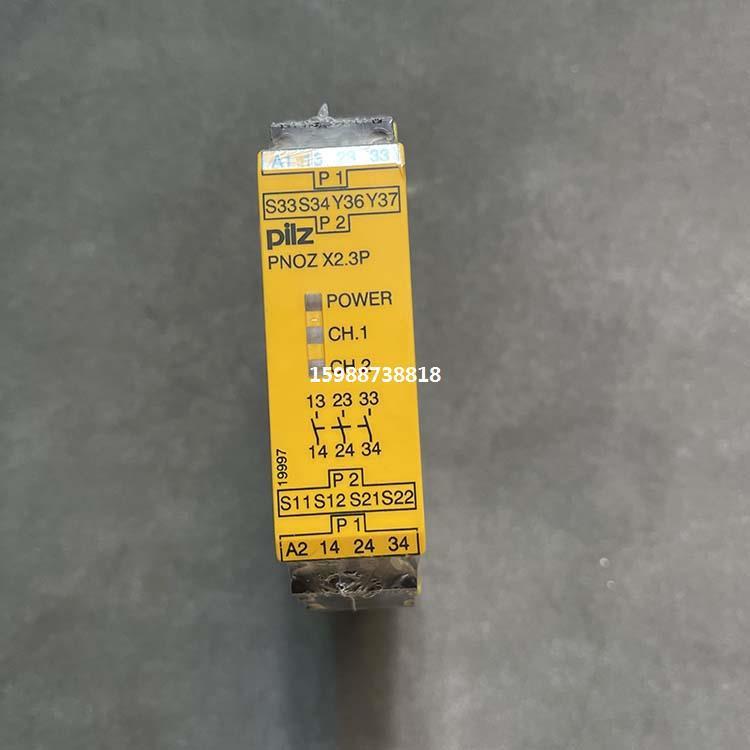 A1 13 23 33
P 1
S33 S34 Y36 Y37
P 2
pilz
PNOZ X2.3P
POWER
CH.1
CH.2
15988738818
13 23 33
14 24 34
19997
P 2
S11 S12 S21 S22
P 1
A2 14 24 34